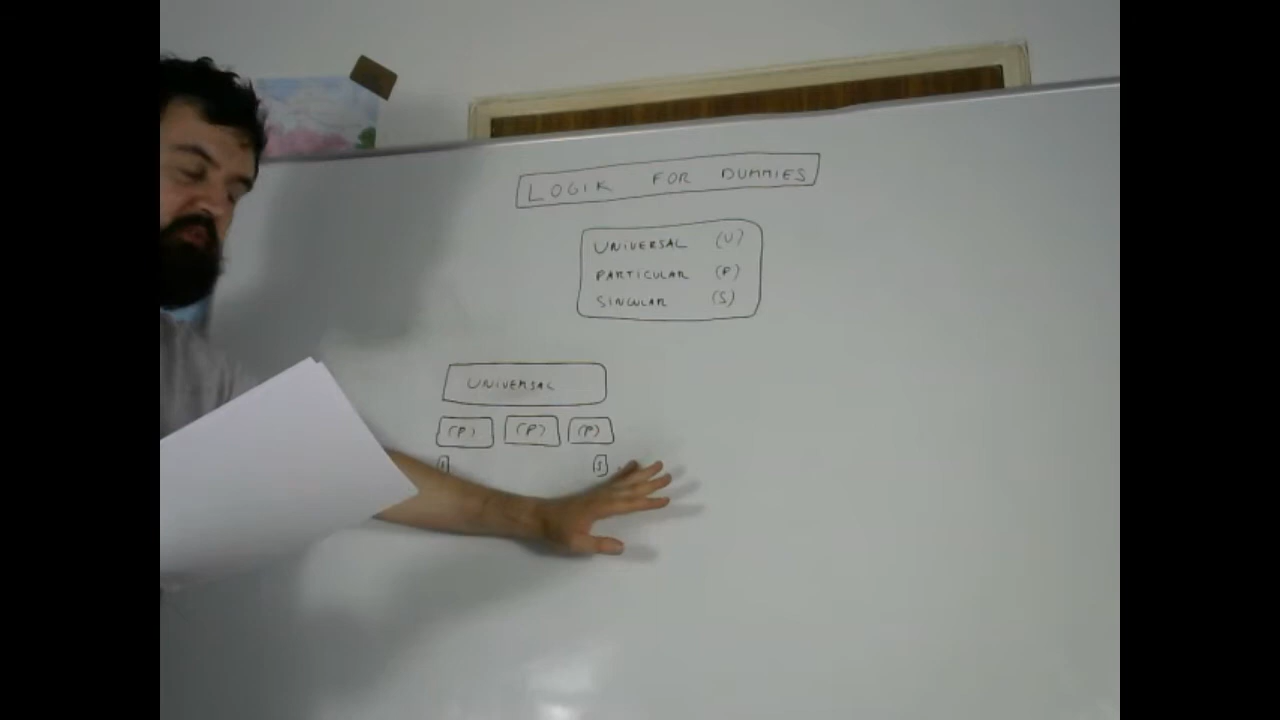 LOGIK FOR DUMMIES
UNIVERSAL (U)
PARTICULAR (P)
SINGULAR (S)
UNIVERSAL
(P) (P) (P)
S